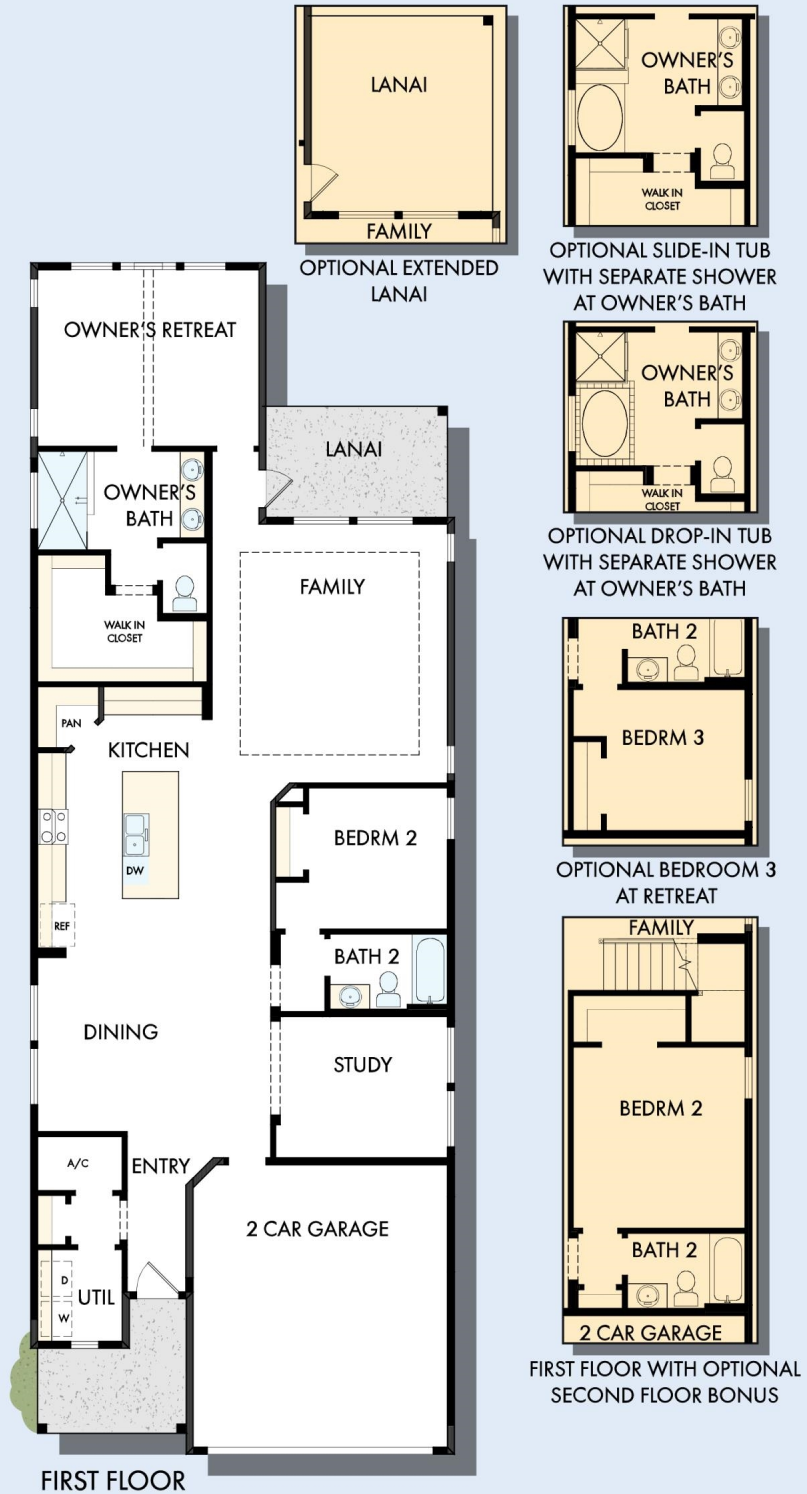 OWNER'S RETREAT
LANAI
OWNER'S
BATH
FAMILY
WALK IN
CLOSET
PAN
KITCHEN
DW
REF
BEDRM 2
BATH 2
DINING
STUDY
A/C
ENTRY
2 CAR GARAGE
D
W
UTIL
FIRST FLOOR
LANAI
FAMILY
OPTIONAL EXTENDED
LANAI
OWNER'S
BATH
WALK IN
CLOSET
OPTIONAL SLIDE-IN TUB
WITH SEPARATE SHOWER
AT OWNER'S BATH
OWNER'S
BATH
WALK IN
CLOSET
OPTIONAL DROP-IN TUB
WITH SEPARATE SHOWER
AT OWNER'S BATH
BATH 2
BEDRM 3
OPTIONAL BEDROOM 3
AT RETREAT
FAMILY
BEDRM 2
BATH 2
2 CAR GARAGE
FIRST FLOOR WITH OPTIONAL
SECOND FLOOR BONUS